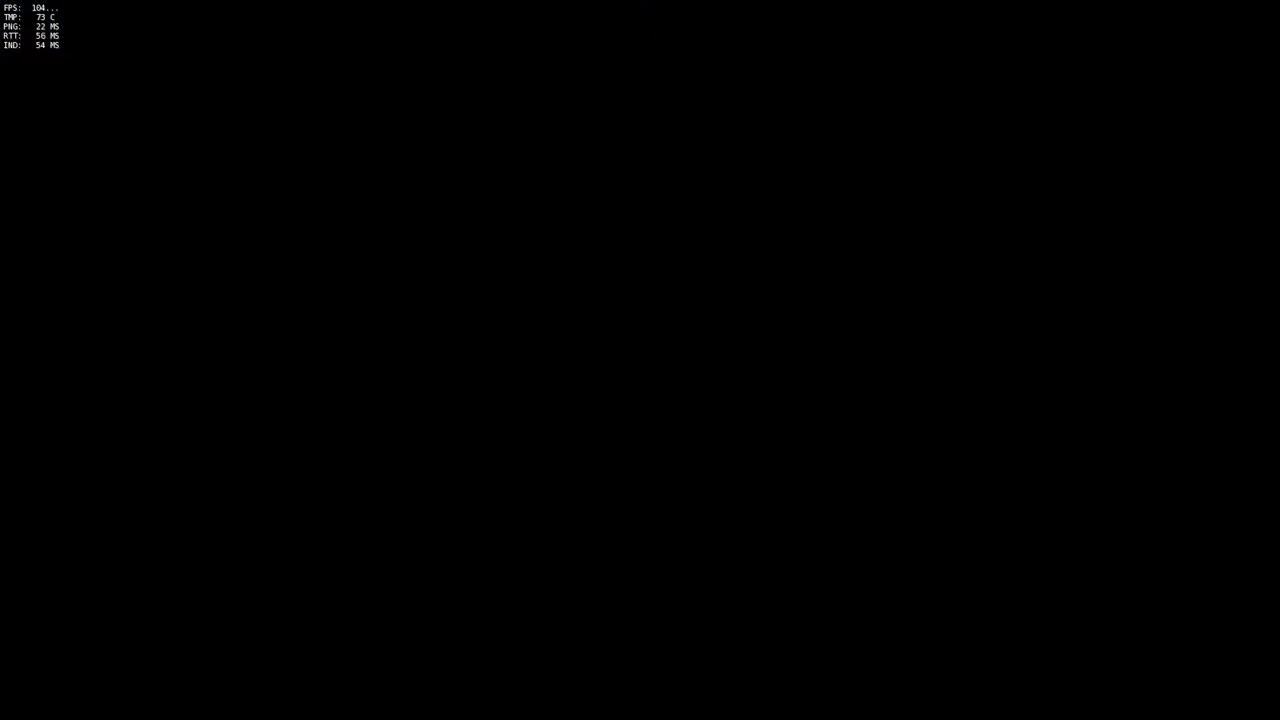 FPS: 104...
TMP: 73 C
PNG: 22 MS
RTT: 56 MS
IND: 54 MS